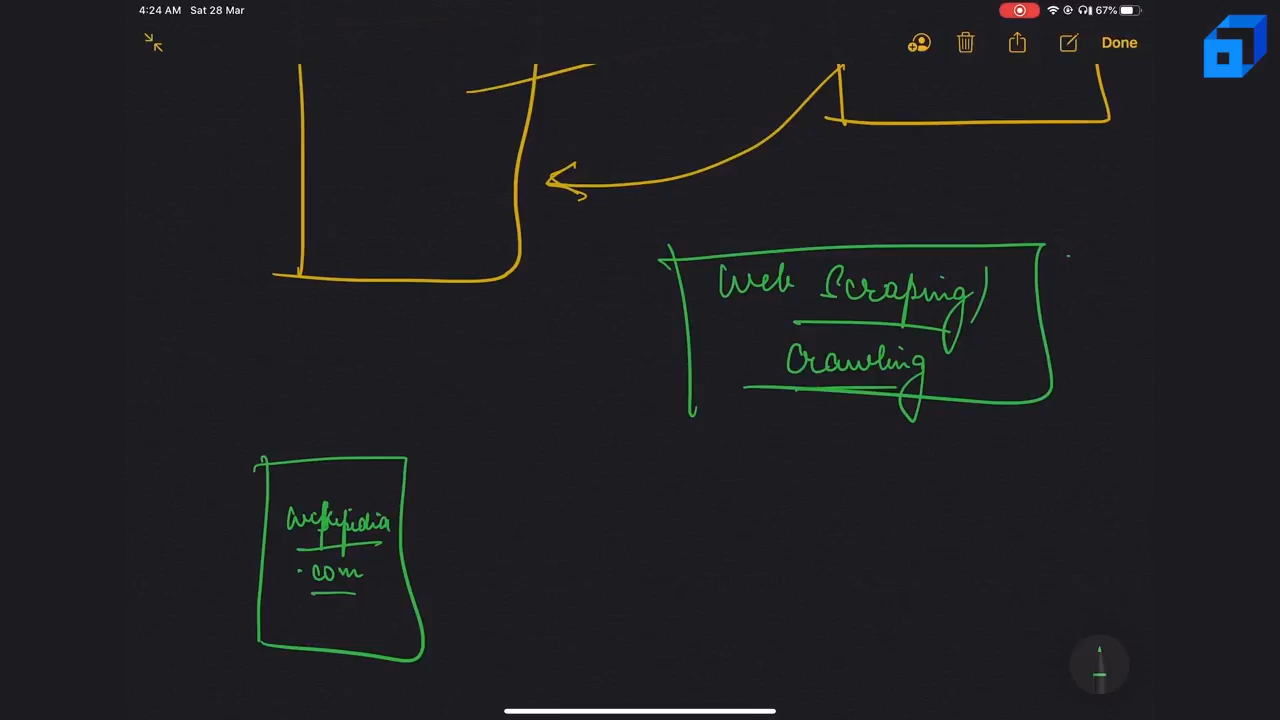 4:24 AM Sat 28 Mar
67%
Done
Web Scraping/
Crawling
Wikipedia
.com